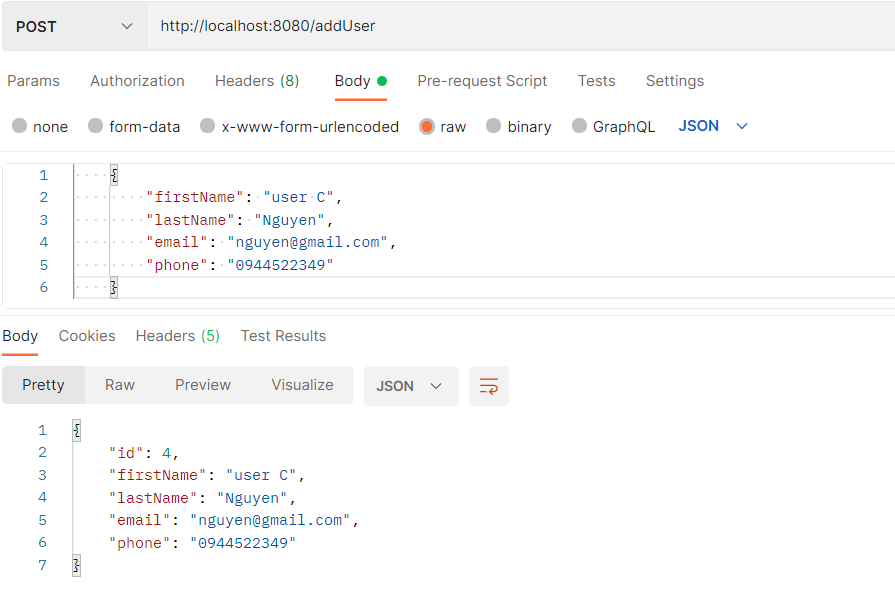 POST http://localhost:8080/addUser
Params Authorization Headers (8) Body Pre-request Script Tests Settings
none form-data x-www-form-urlencoded raw binary GraphQL JSON
1 {
2 "firstName": "user C",
3 "lastName": "Nguyen",
4 "email": "nguyen@gmail.com",
5 "phone": "0944522349"
6 }
Body Cookies Headers (5) Test Results
Pretty Raw Preview Visualize JSON
1 {
2 "id": 4,
3 "firstName": "user C",
4 "lastName": "Nguyen",
5 "email": "nguyen@gmail.com",
6 "phone": "0944522349"
7 }